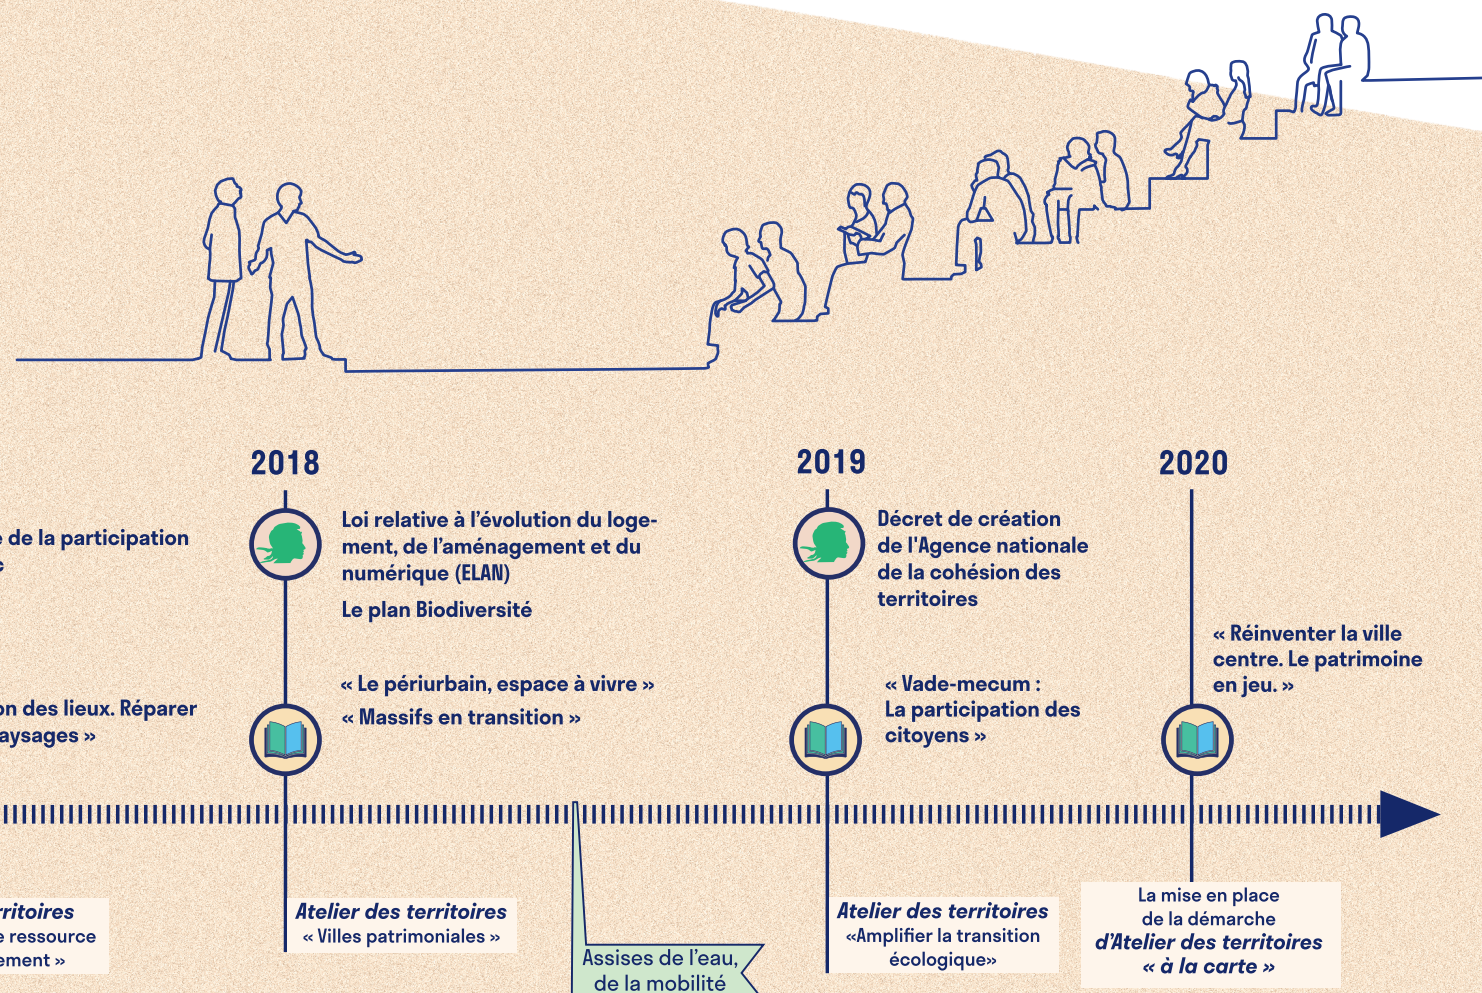 2018
2019
2020
de la participation
Loi relative à l’évolution du loge-
ment, de l’aménagement et du
numérique (ELAN)
Le plan Biodiversité
Décret de création
de l'Agence nationale
de la cohésion des
territoires
« Réinventer la ville
centre. Le patrimoine
en jeu. »
des lieux. Réparer
»
« Le périurbain, espace à vivre »
« Massifs en transition »
« Vade-mecum :
La participation des
citoyens »
ressource
»
Atelier des territoires
« Villes patrimoniales »
Assises de l’eau,
de la mobilité
Atelier des territoires
«Amplifier la transition
écologique»
La mise en place
de la démarche
d’Atelier des territoires
« à la carte »